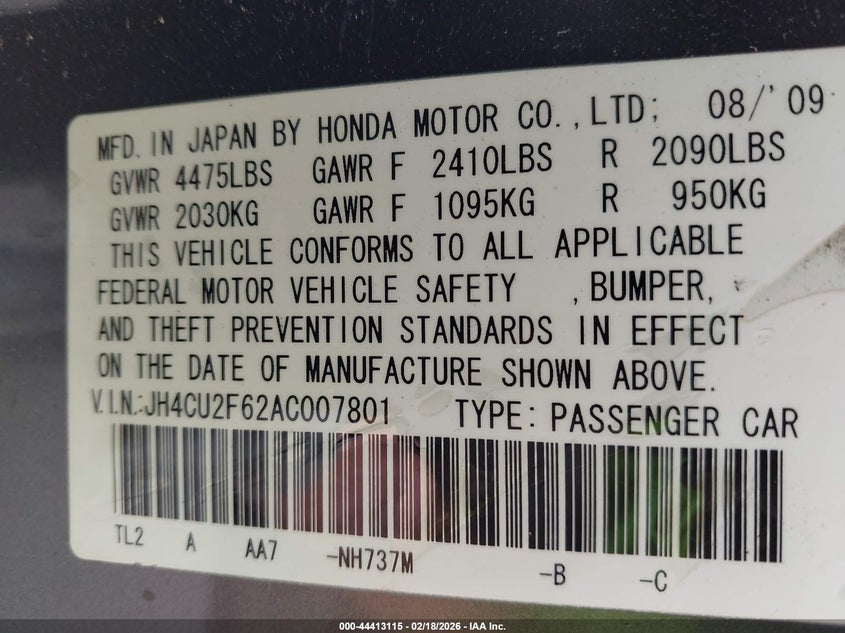 MFD. IN JAPAN BY HONDA MOTOR CO.,LTD; 08/'09
GVWR 4475LBS GAWR F 2410LBS R 2090LBS
GVWR 2030KG GAWR F 1095KG R 950KG
THIS VEHICLE CONFORMS TO ALL APPLICABLE
FEDERAL MOTOR VEHICLE SAFETY ,BUMPER,
AND THEFT PREVENTION STANDARDS IN EFFECT
ON THE DATE OF MANUFACTURE SHOWN ABOVE.
V.I.N.:JH4CU2F62AC007801 TYPE: PASSENGER CAR
TL2 A AA7 -NH737M -B -C
000-44413115 - 02/18/2026 - IAA Inc.